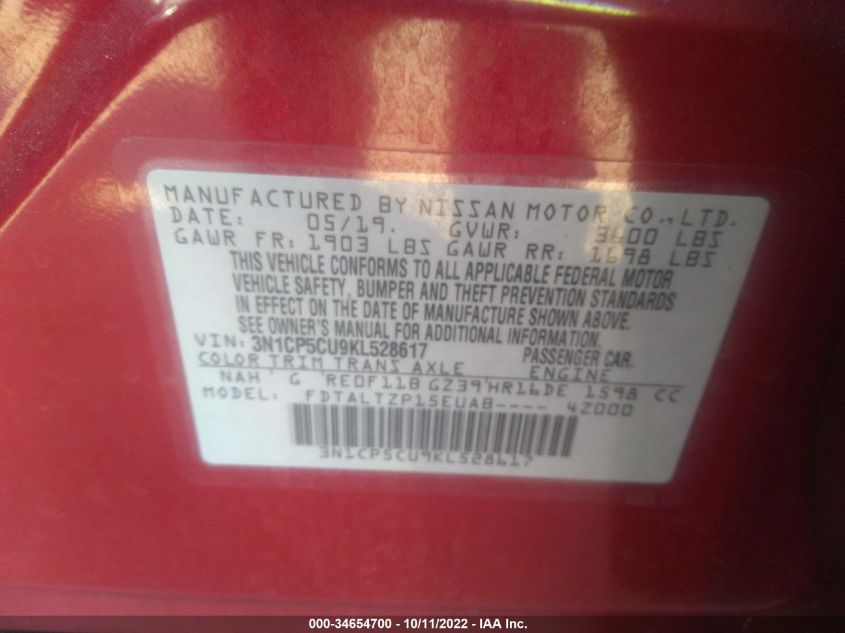 MANUFACTURED BY NISSAN MOTOR CO., LTD.
DATE: 05/19. GVWR: 3600 LBS
GAWR FR: 1903 LBS GAWR RR: 1698 LBS
THIS VEHICLE CONFORMS TO ALL APPLICABLE FEDERAL MOTOR
VEHICLE SAFETY, BUMPER AND THEFT PREVENTION STANDARDS
IN EFFECT ON THE DATE OF MANUFACTURE SHOWN ABOVE.
SEE OWNER'S MANUAL FOR ADDITIONAL INFORMATION.
VIN: 3N1CP5CU9KL528617 PASSENGER CAR.
COLOR TRIM TRANS AXLE ENGINE
NAH G RE0F11B GZ39 HR16DE 1598 CC
MODEL: FDTALTZP15EUAB---- 4Z000
3N1CP5CU9KL528617
000-34654700 - 10/11/2022 - IAA Inc.